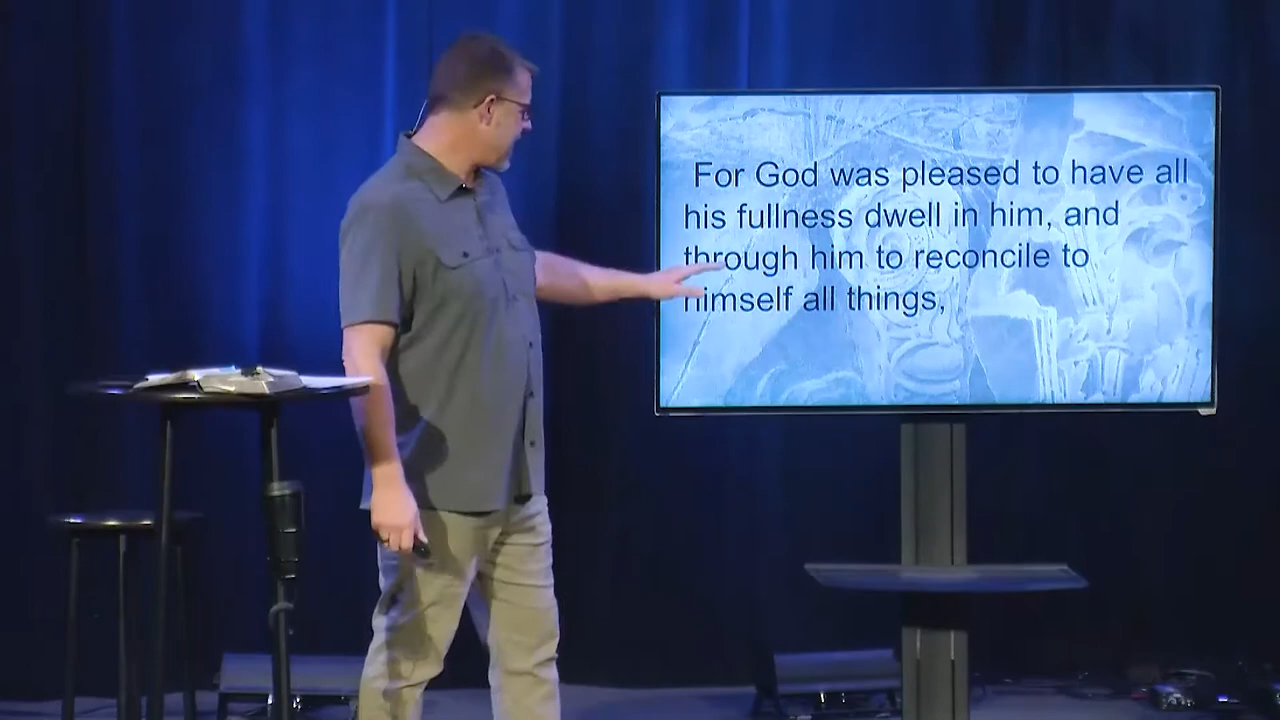 For God was pleased to have all
his fullness dwell in him, and
through him to reconcile to
himself all things,